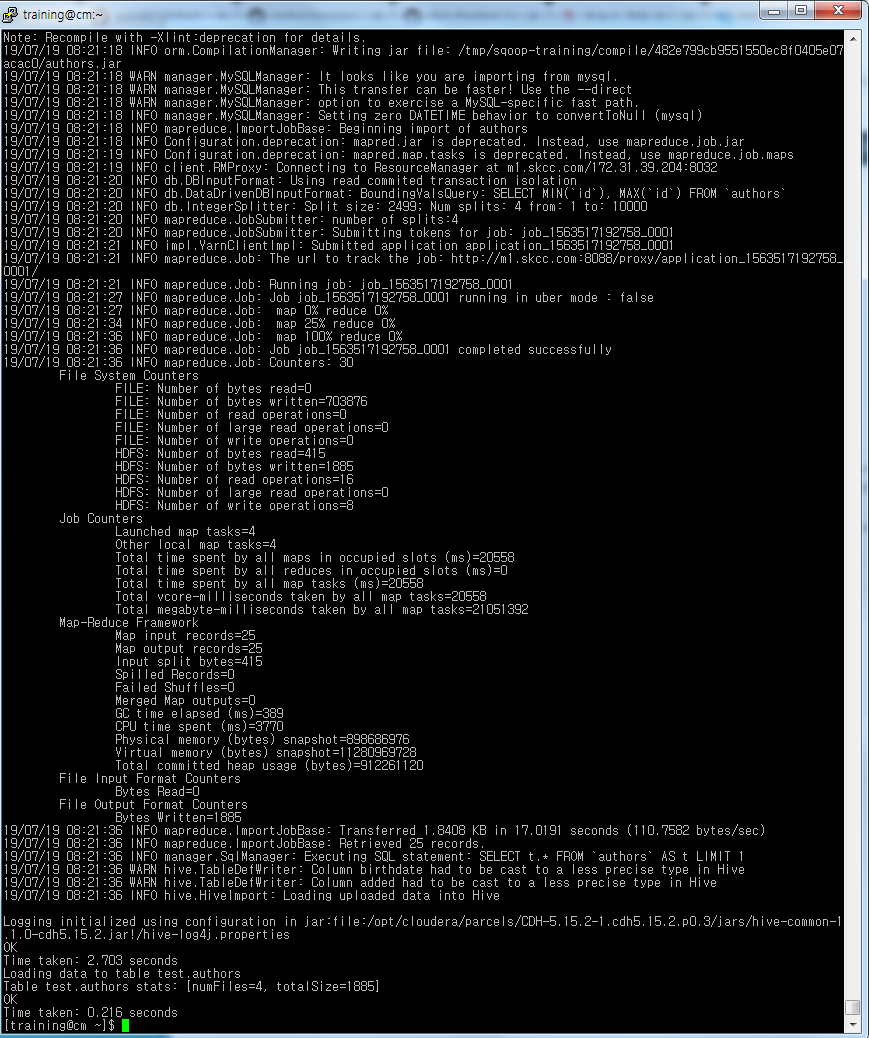 training@cm:~
Note: Recompile with -Xlint:deprecation for details.
19/07/19 08:21:18 INFO orm.CompilationManager: Writing jar file: /tmp/sqoop-training/compile/482e799cb9551550ec8f0405e07
acac0/authors.jar
19/07/19 08:21:18 WARN manager.MySQLManager: It looks like you are importing from mysql.
19/07/19 08:21:18 WARN manager.MySQLManager: This transfer can be faster! Use the --direct
19/07/19 08:21:18 WARN manager.MySQLManager: option to exercise a MySQL-specific fast path.
19/07/19 08:21:18 INFO manager.MySQLManager: Setting zero DATETIME behavior to convertToNull (mysql)
19/07/19 08:21:18 INFO mapreduce.ImportJobBase: Beginning import of authors
19/07/19 08:21:18 INFO Configuration.deprecation: mapred.jar is deprecated. Instead, use mapreduce.job.jar
19/07/19 08:21:19 INFO Configuration.deprecation: mapred.map.tasks is deprecated. Instead, use mapreduce.job.maps
19/07/19 08:21:19 INFO client.RMProxy: Connecting to ResourceManager at m1.skcc.com/172.31.39.204:8032
19/07/19 08:21:20 INFO db.DBInputFormat: Using read commited transaction isolation
19/07/19 08:21:20 INFO db.DataDrivenDBInputFormat: BoundingValsQuery: SELECT MIN(`id`), MAX(`id`) FROM `authors`
19/07/19 08:21:20 INFO db.IntegerSplitter: Split size: 2499; Num splits: 4 from: 1 to: 10000
19/07/19 08:21:20 INFO mapreduce.JobSubmitter: number of splits:4
19/07/19 08:21:20 INFO mapreduce.JobSubmitter: Submitting tokens for job: job_1563517192758_0001
19/07/19 08:21:21 INFO impl.YarnClientImpl: Submitted application application_1563517192758_0001
19/07/19 08:21:21 INFO mapreduce.Job: The url to track the job: http://m1.skcc.com:8088/proxy/application_1563517192758_
0001/
19/07/19 08:21:21 INFO mapreduce.Job: Running job: job_1563517192758_0001
19/07/19 08:21:27 INFO mapreduce.Job: Job job_1563517192758_0001 running in uber mode : false
19/07/19 08:21:27 INFO mapreduce.Job:  map 0% reduce 0%
19/07/19 08:21:34 INFO mapreduce.Job:  map 25% reduce 0%
19/07/19 08:21:36 INFO mapreduce.Job:  map 100% reduce 0%
19/07/19 08:21:36 INFO mapreduce.Job: Job job_1563517192758_0001 completed successfully
19/07/19 08:21:36 INFO mapreduce.Job: Counters: 30
File System Counters
FILE: Number of bytes read=0
FILE: Number of bytes written=703876
FILE: Number of read operations=0
FILE: Number of large read operations=0
FILE: Number of write operations=0
HDFS: Number of bytes read=415
HDFS: Number of bytes written=1885
HDFS: Number of read operations=16
HDFS: Number of large read operations=0
HDFS: Number of write operations=8
Job Counters
Launched map tasks=4
Other local map tasks=4
Total time spent by all maps in occupied slots (ms)=20558
Total time spent by all reduces in occupied slots (ms)=0
Total time spent by all map tasks (ms)=20558
Total vcore-milliseconds taken by all map tasks=20558
Total megabyte-milliseconds taken by all map tasks=21051392
Map-Reduce Framework
Map input records=25
Map output records=25
Input split bytes=415
Spilled Records=0
Failed Shuffles=0
Merged Map outputs=0
GC time elapsed (ms)=389
CPU time spent (ms)=3770
Physical memory (bytes) snapshot=898686976
Virtual memory (bytes) snapshot=11280969728
Total committed heap usage (bytes)=912261120
File Input Format Counters
Bytes Read=0
File Output Format Counters
Bytes Written=1885
19/07/19 08:21:36 INFO mapreduce.ImportJobBase: Transferred 1.8408 KB in 17.0191 seconds (110.7582 bytes/sec)
19/07/19 08:21:36 INFO mapreduce.ImportJobBase: Retrieved 25 records.
19/07/19 08:21:36 INFO manager.SqlManager: Executing SQL statement: SELECT t.* FROM `authors` AS t LIMIT 1
19/07/19 08:21:36 WARN hive.TableDefWriter: Column birthdate had to be cast to a less precise type in Hive
19/07/19 08:21:36 WARN hive.TableDefWriter: Column added had to be cast to a less precise type in Hive
19/07/19 08:21:36 INFO hive.HiveImport: Loading uploaded data into Hive
Logging initialized using configuration in jar:file:/opt/cloudera/parcels/CDH-5.15.2-1.cdh5.15.2.p0.3/jars/hive-common-1
.1.0-cdh5.15.2.jar!/hive-log4j.properties
OK
Time taken: 2.703 seconds
Loading data to table test.authors
Table test.authors stats: [numFiles=4, totalSize=1885]
OK
Time taken: 0.216 seconds
[training@cm ~]$